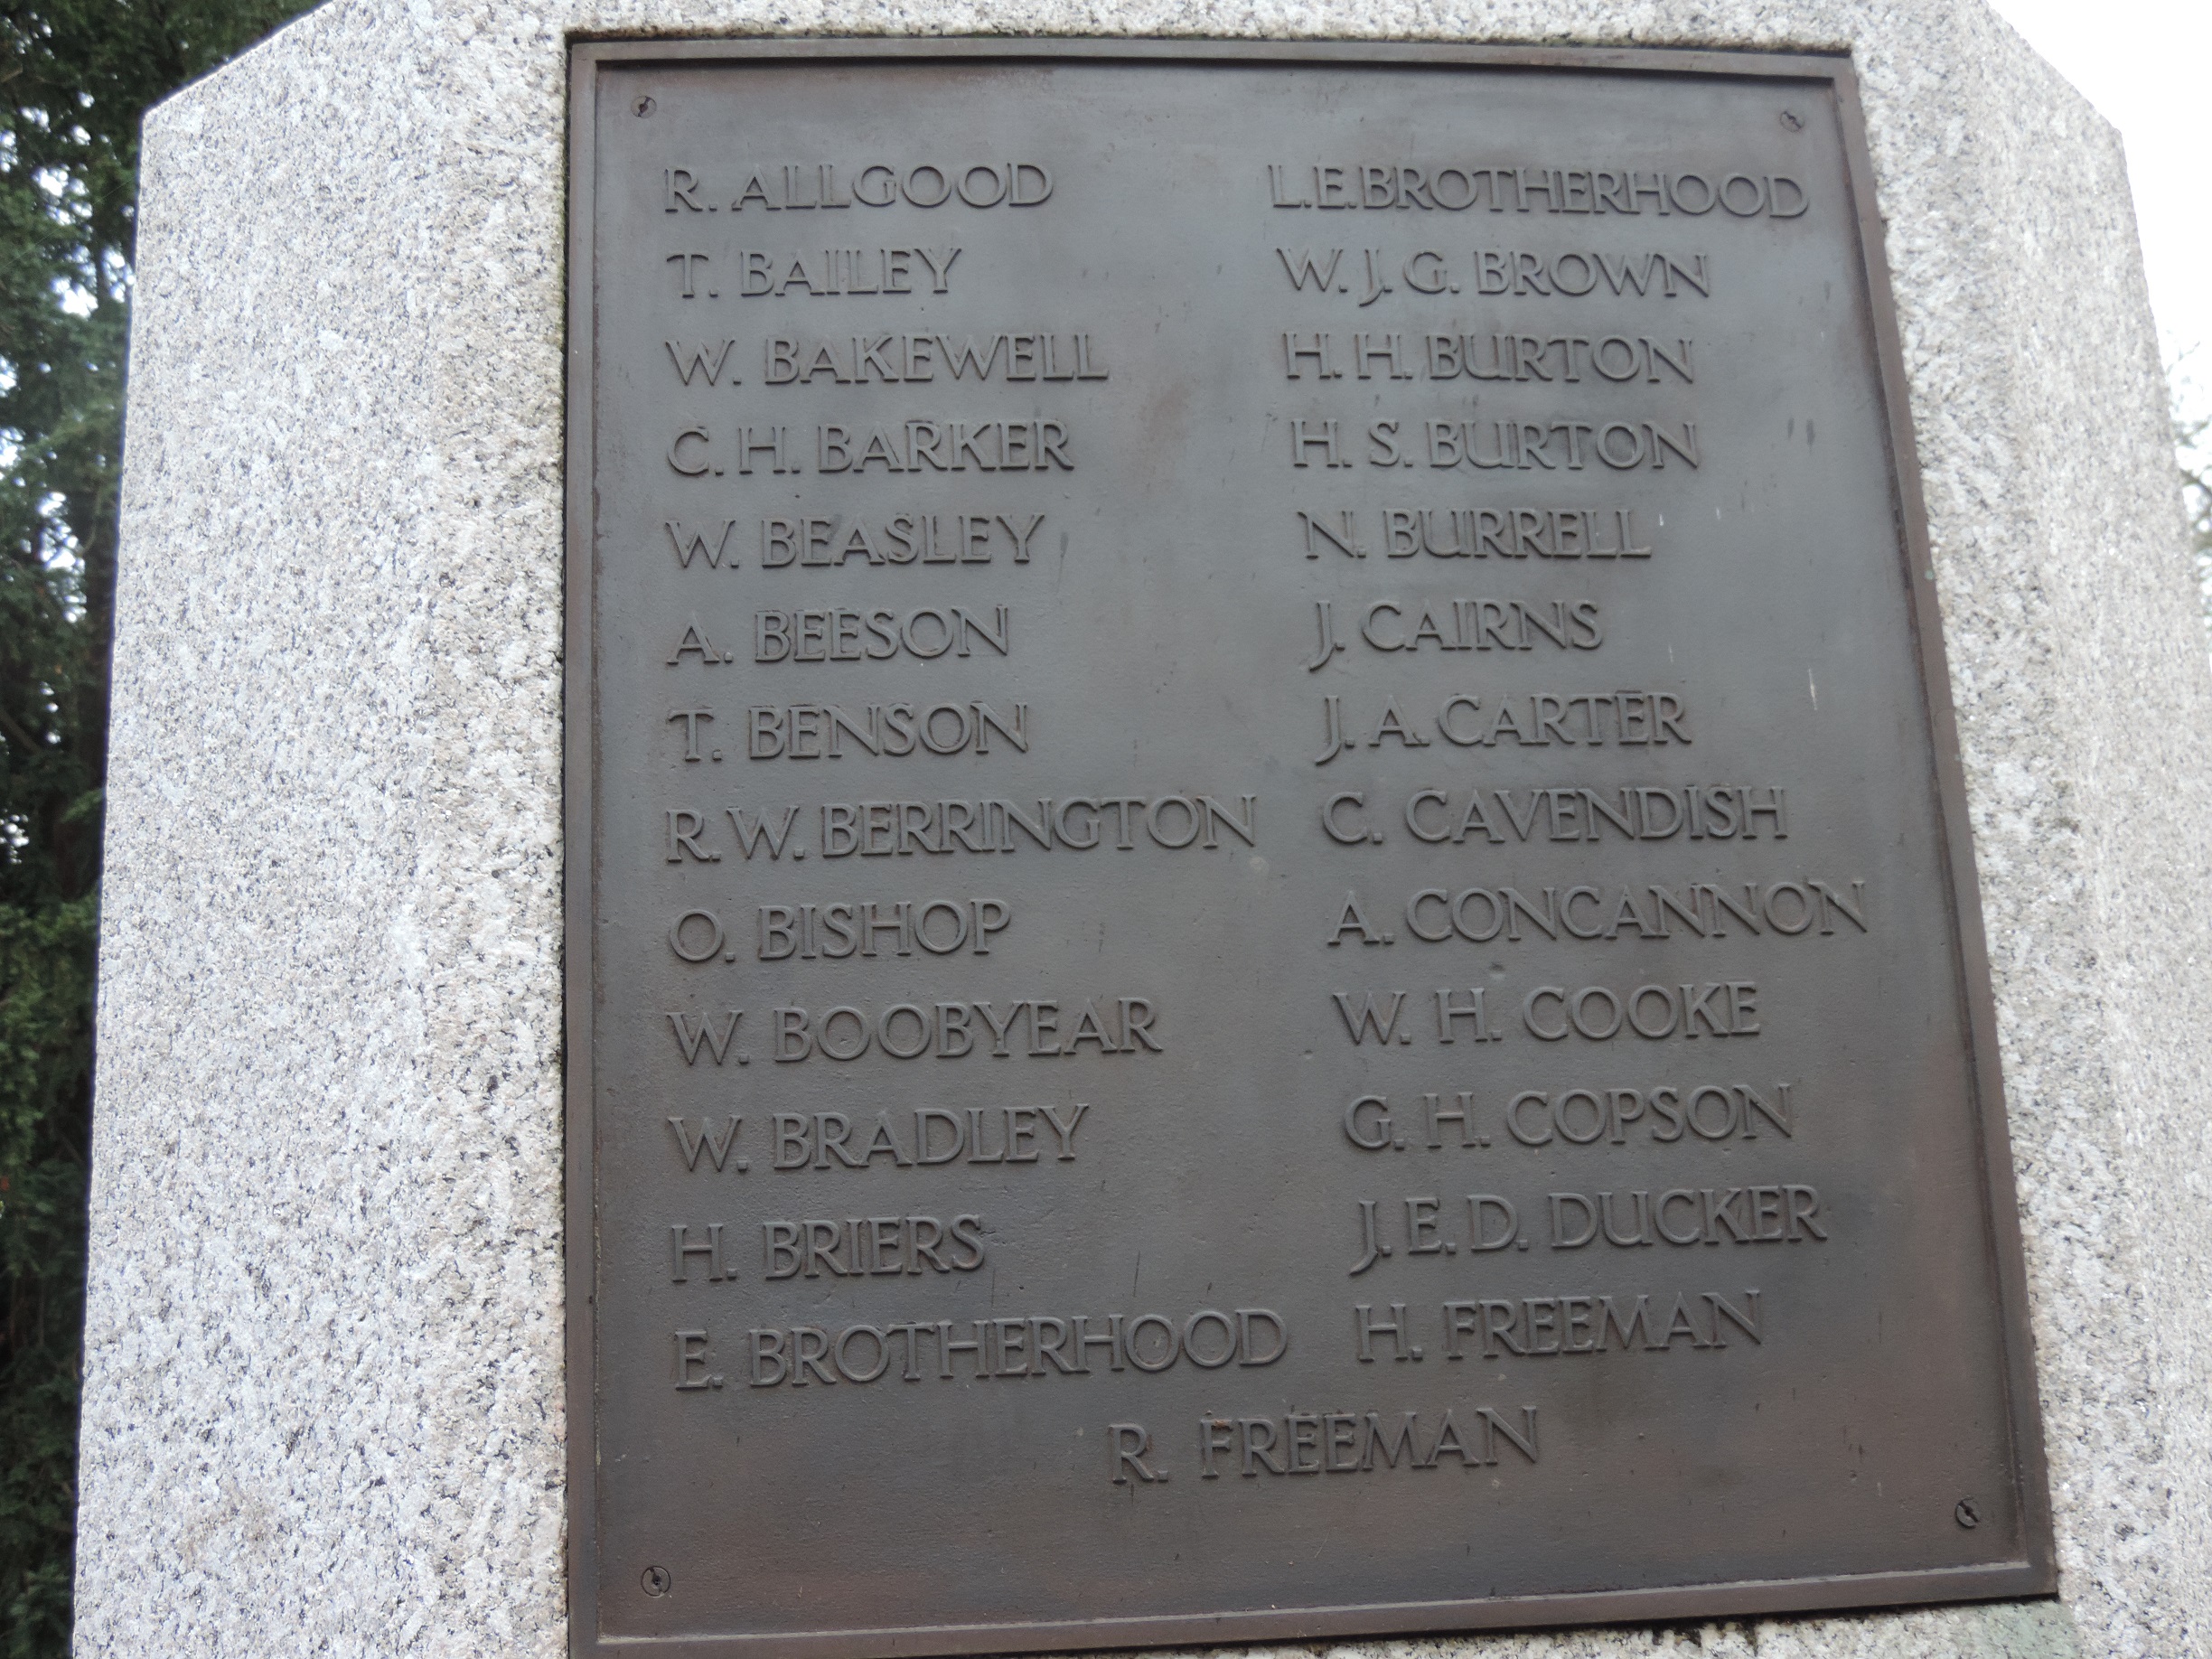 R. ALLGOOD
T. BAILEY
W. BAKEWELL
C. H. BARKER
W. BEASLEY
A. BEESON
T. BENSON
R. W. BERRINGTON
O. BISHOP
W. BOOBYEAR
W. BRADLEY
H. BRIERS
E. BROTHERHOOD
L.E.BROTHERHOOD
W. J. G. BROWN
H. H. BURTON
H. S. BURTON
N. BURRELL
J. CAIRNS
J. A. CARTER
C. CAVENDISH
A. CONCANNON
W. H. COOKE
G. H. COPSON
J. E. D. DUCKER
H. FREEMAN
R. FREEMAN